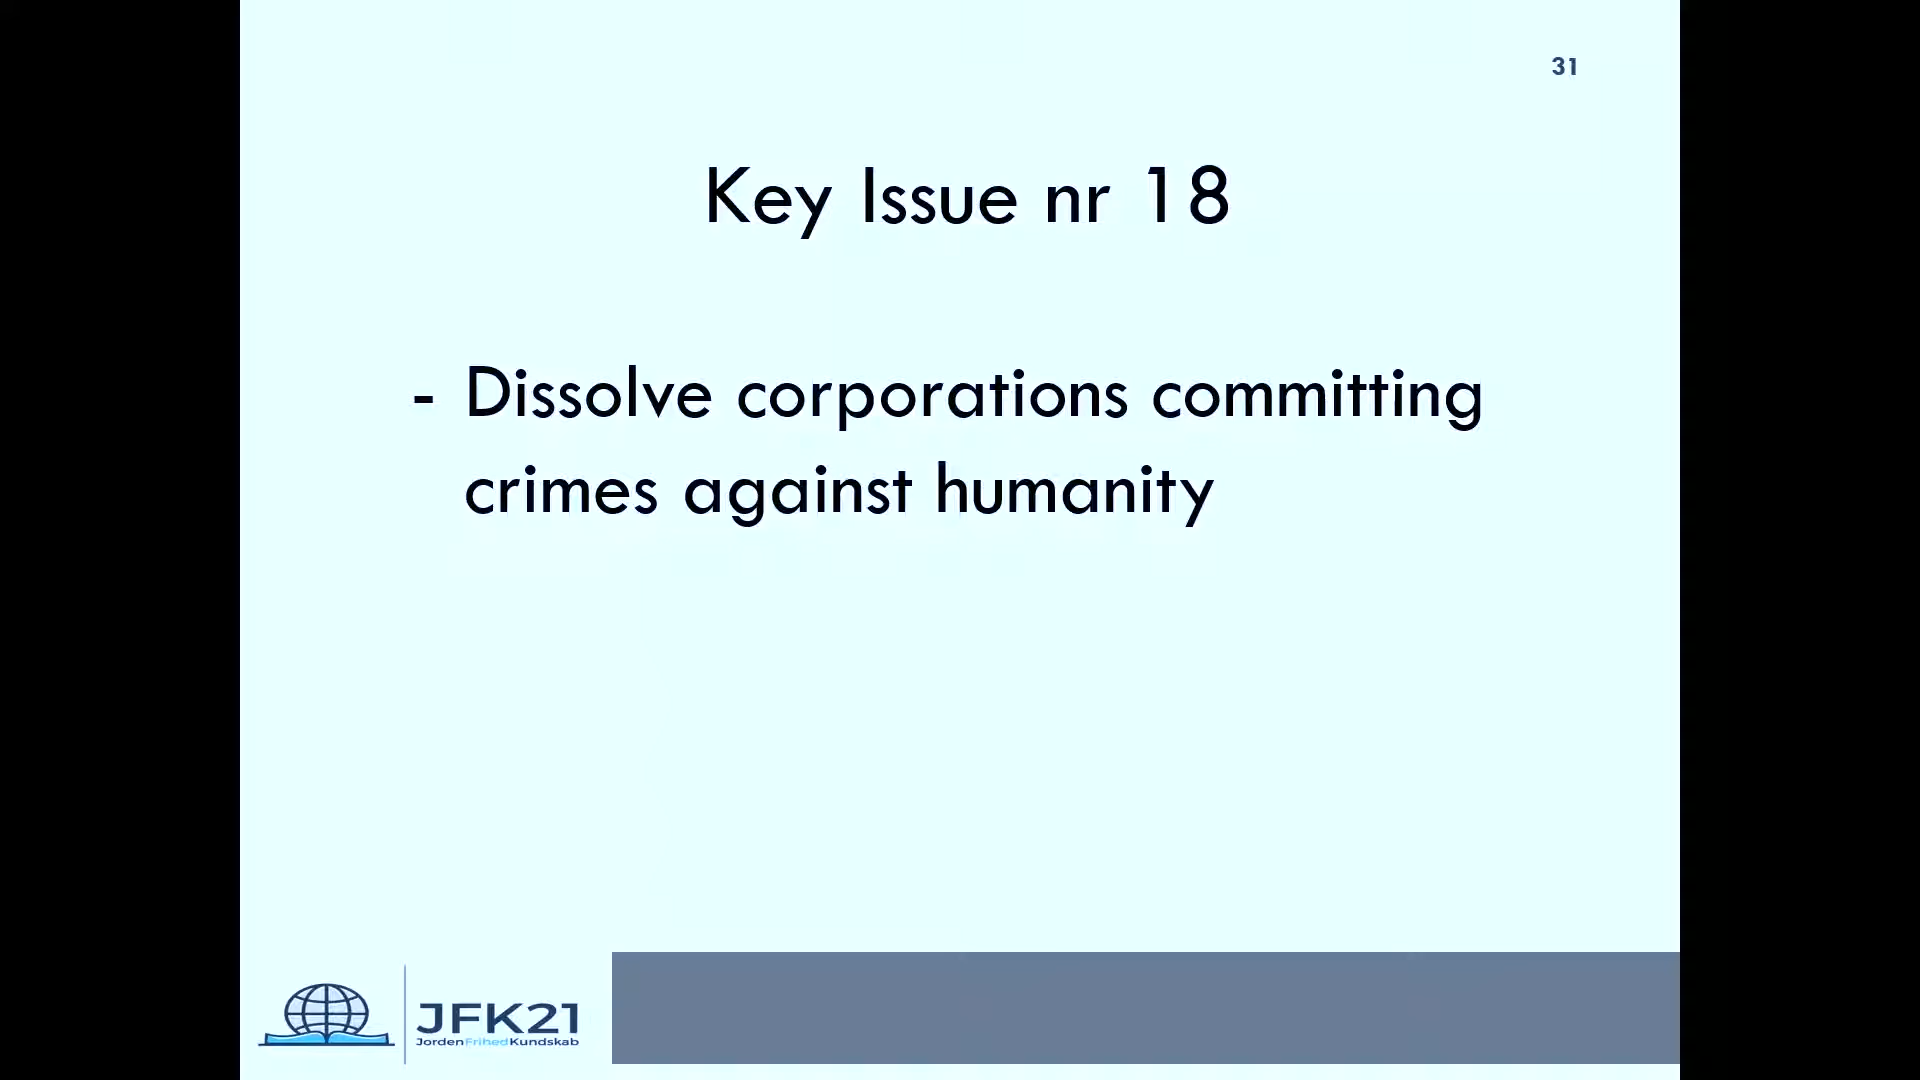 31
Key Issue nr 18
- Dissolve corporations committing
crimes against humanity
JFK21
JordenFrihedKundskab